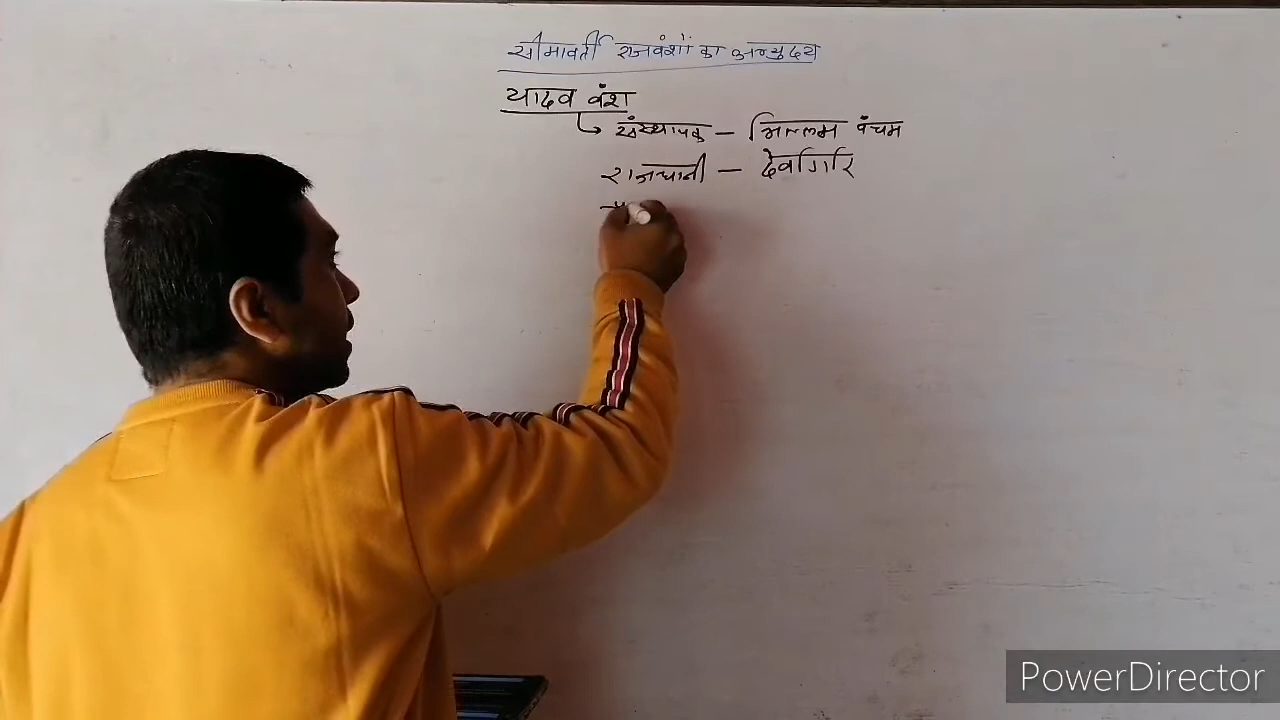 सीमावर्ती राजवंशों का अभ्युदय
यादव वंश
संस्थापक - भिल्लम पंचम
राजधानी - देवगिरि
PowerDirector